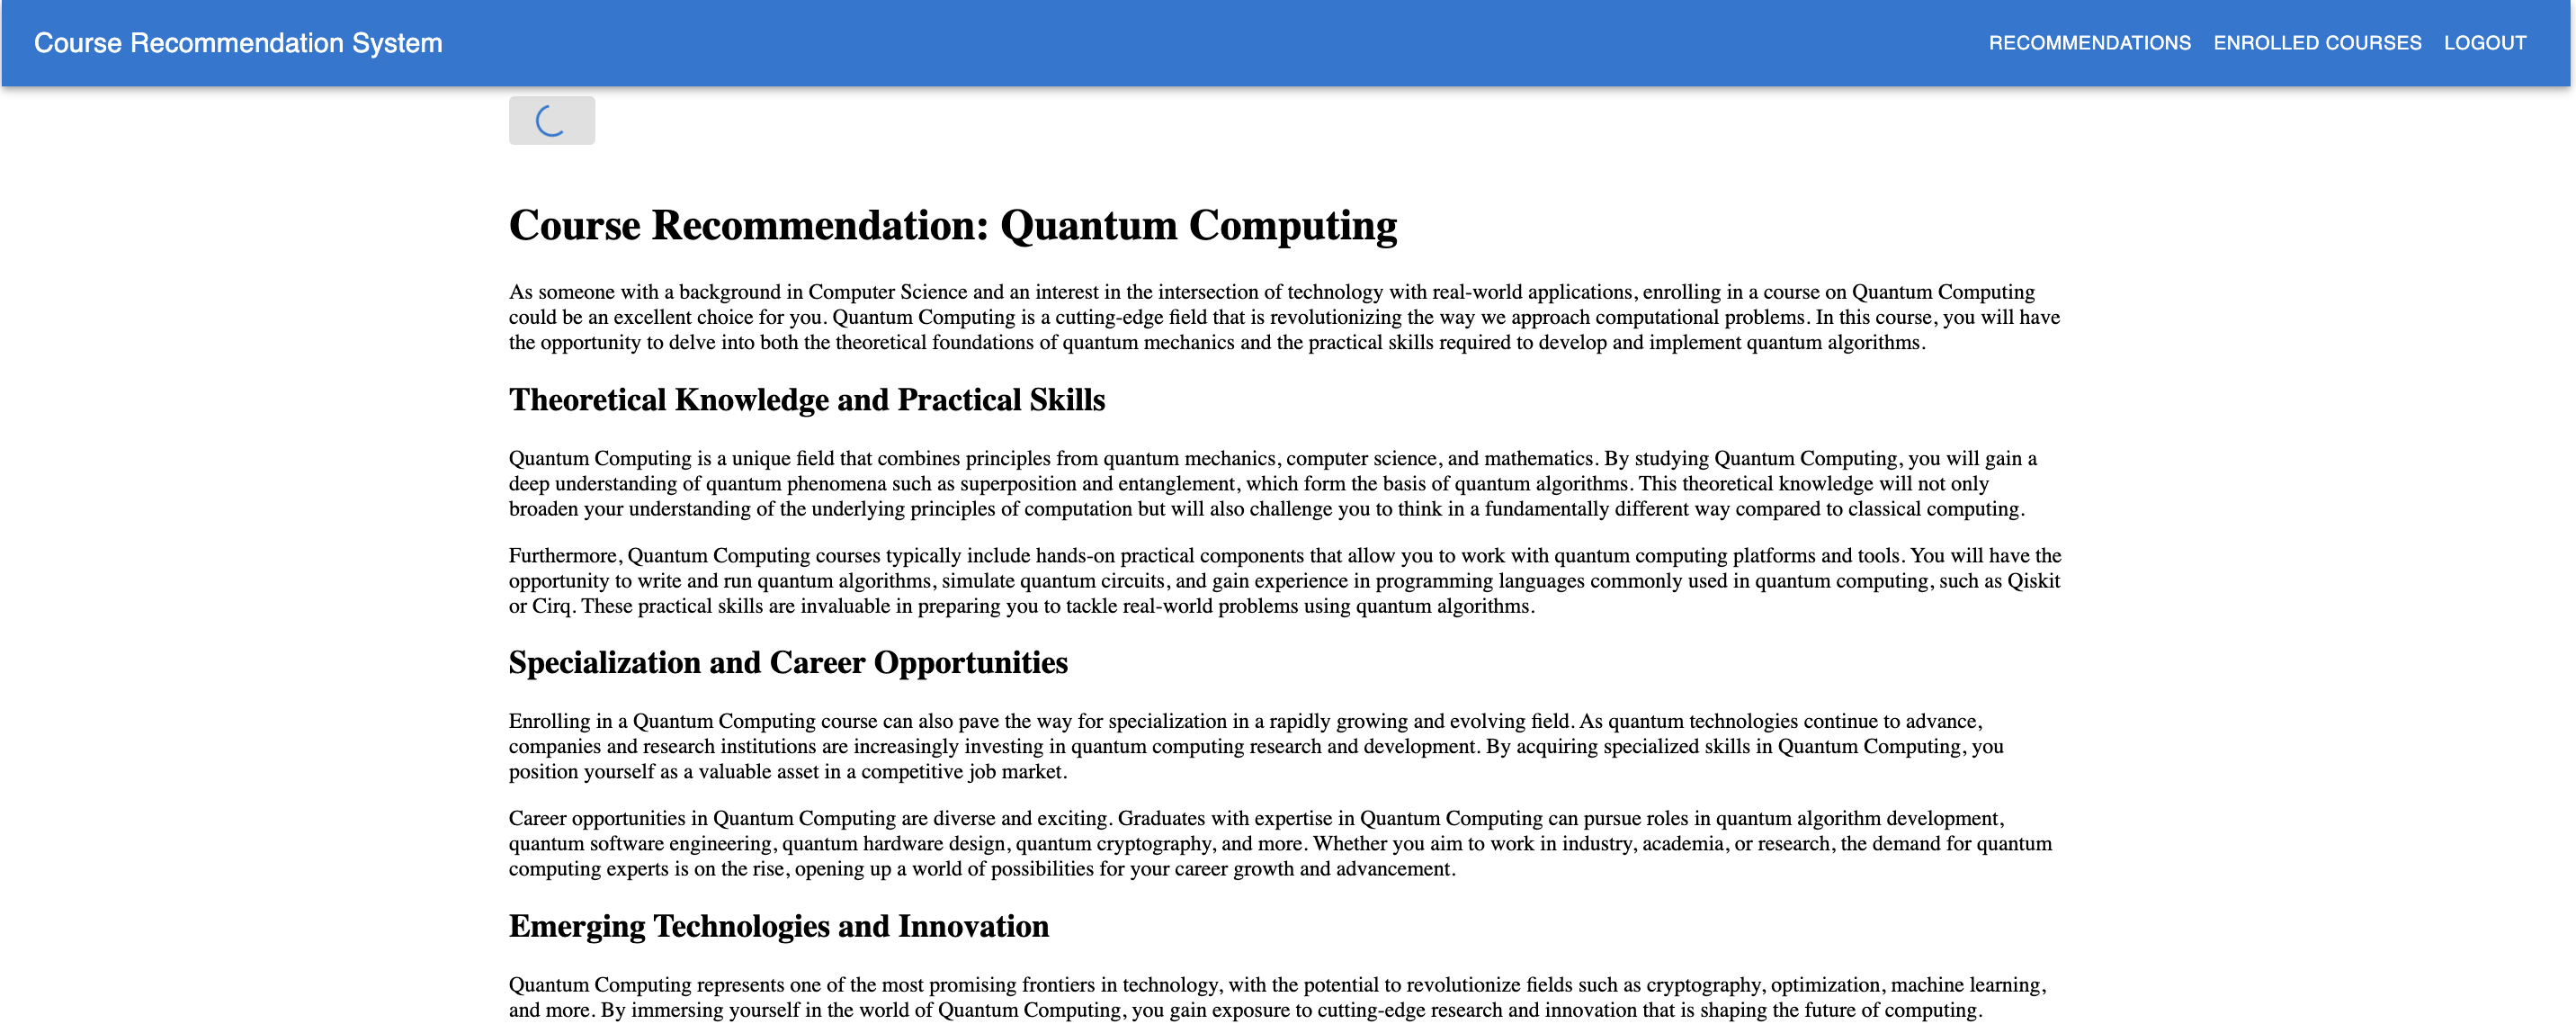 Course Recommendation System
RECOMMENDATIONS ENROLLED COURSES LOGOUT
Course Recommendation: Quantum Computing
As someone with a background in Computer Science and an interest in the intersection of technology with real-world applications, enrolling in a course on Quantum Computing
could be an excellent choice for you. Quantum Computing is a cutting-edge field that is revolutionizing the way we approach computational problems. In this course, you will have
the opportunity to delve into both the theoretical foundations of quantum mechanics and the practical skills required to develop and implement quantum algorithms.
Theoretical Knowledge and Practical Skills
Quantum Computing is a unique field that combines principles from quantum mechanics, computer science, and mathematics. By studying Quantum Computing, you will gain a
deep understanding of quantum phenomena such as superposition and entanglement, which form the basis of quantum algorithms. This theoretical knowledge will not only
broaden your understanding of the underlying principles of computation but will also challenge you to think in a fundamentally different way compared to classical computing.
Furthermore, Quantum Computing courses typically include hands-on practical components that allow you to work with quantum computing platforms and tools. You will have the
opportunity to write and run quantum algorithms, simulate quantum circuits, and gain experience in programming languages commonly used in quantum computing, such as Qiskit
or Cirq. These practical skills are invaluable in preparing you to tackle real-world problems using quantum algorithms.
Specialization and Career Opportunities
Enrolling in a Quantum Computing course can also pave the way for specialization in a rapidly growing and evolving field. As quantum technologies continue to advance,
companies and research institutions are increasingly investing in quantum computing research and development. By acquiring specialized skills in Quantum Computing, you
position yourself as a valuable asset in a competitive job market.
Career opportunities in Quantum Computing are diverse and exciting. Graduates with expertise in Quantum Computing can pursue roles in quantum algorithm development,
quantum software engineering, quantum hardware design, quantum cryptography, and more. Whether you aim to work in industry, academia, or research, the demand for quantum
computing experts is on the rise, opening up a world of possibilities for your career growth and advancement.
Emerging Technologies and Innovation
Quantum Computing represents one of the most promising frontiers in technology, with the potential to revolutionize fields such as cryptography, optimization, machine learning,
and more. By immersing yourself in the world of Quantum Computing, you gain exposure to cutting-edge research and innovation that is shaping the future of computing.